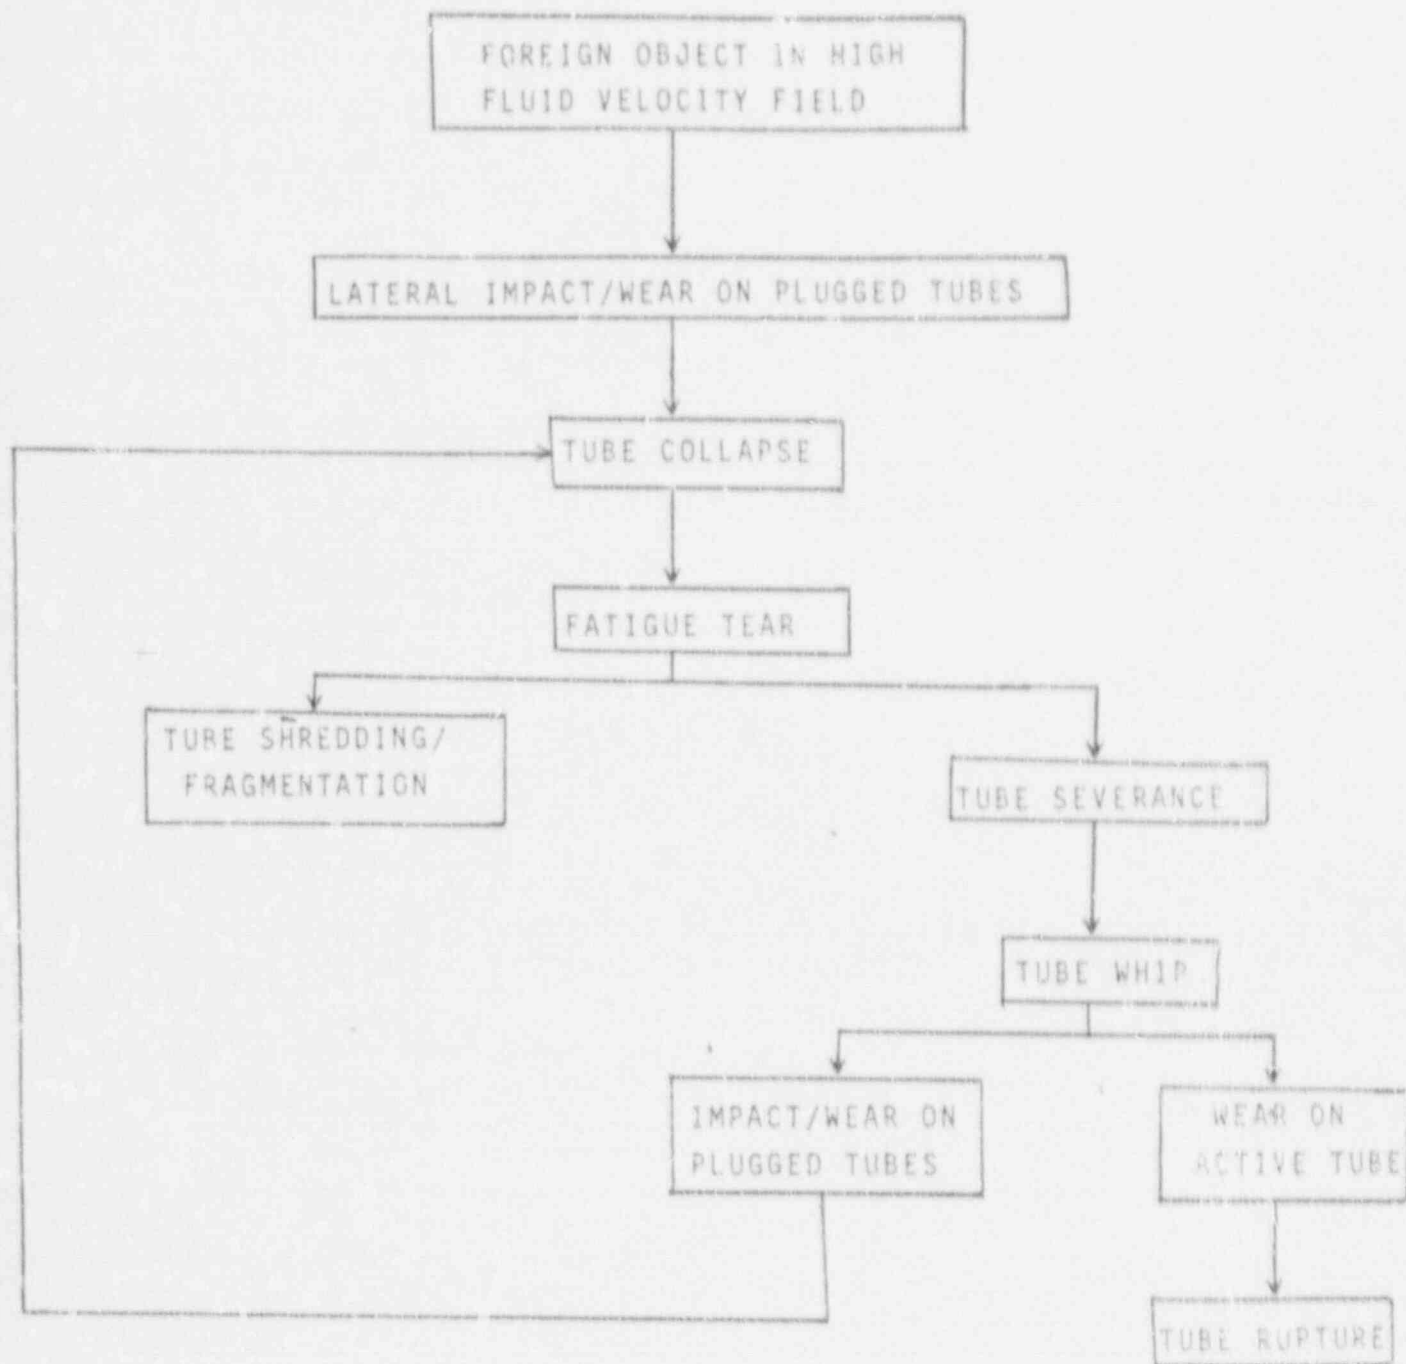 FOREIGN OBJECT IN HIGH
FLUID VELOCITY FIELD
LATERAL IMPACT/WEAR ON PLUGGED TUBES
TUBE COLLAPSE
FATIGUE TEAR
TUBE SHREDDING/
FRAGMENTATION
TUBE SEVERANCE
TUBE WHIP
IMPACT/WEAR ON
PLUGGED TUBES
WEAR ON
ACTIVE TUBE
TUBE RUPTURE